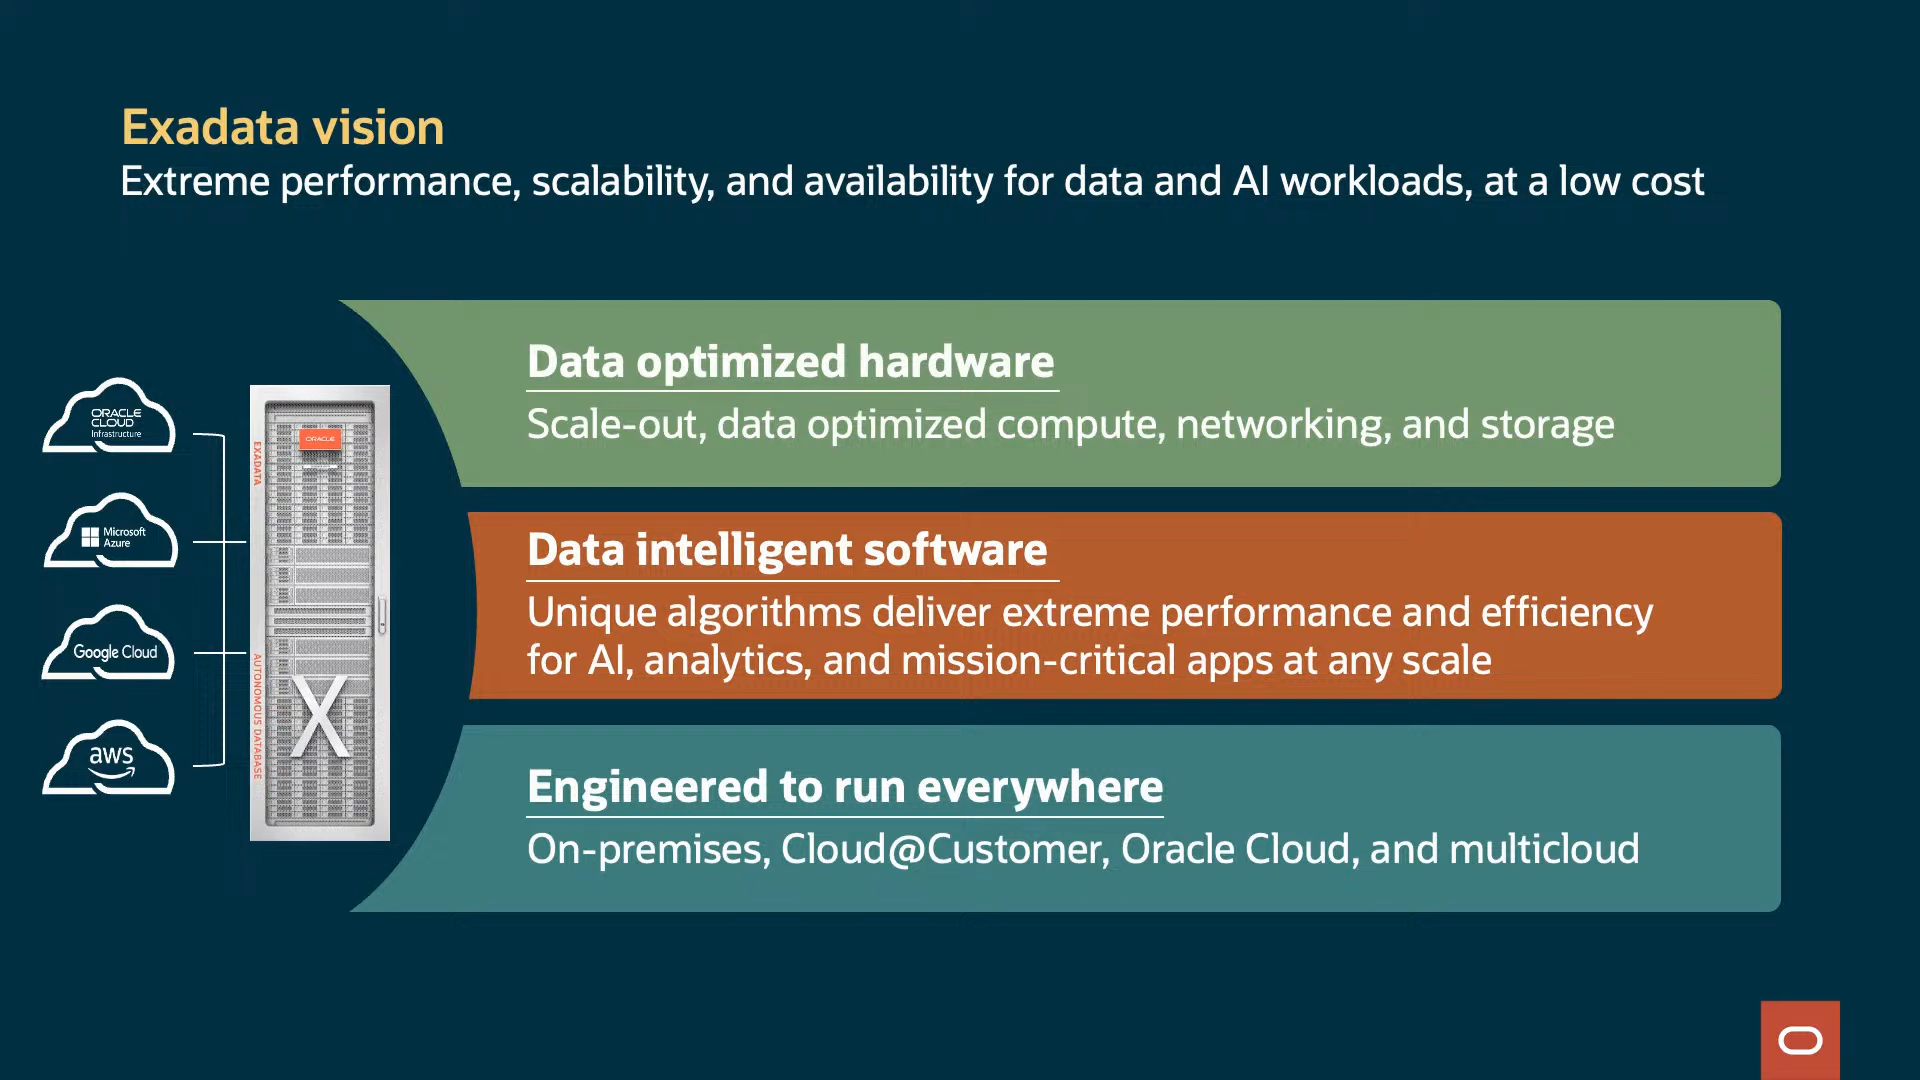 Exadata vision
Extreme performance, scalability, and availability for data and AI workloads, at a low cost
ORACLE
CLOUD
Infrastructure
Microsoft
Azure
Google Cloud
aws
ORACLE
EXADATA
X
AUTONOMOUS DATABASE
Data optimized hardware
Scale-out, data optimized compute, networking, and storage
Data intelligent software
Unique algorithms deliver extreme performance and efficiency
for AI, analytics, and mission-critical apps at any scale
Engineered to run everywhere
On-premises, Cloud@Customer, Oracle Cloud, and multicloud